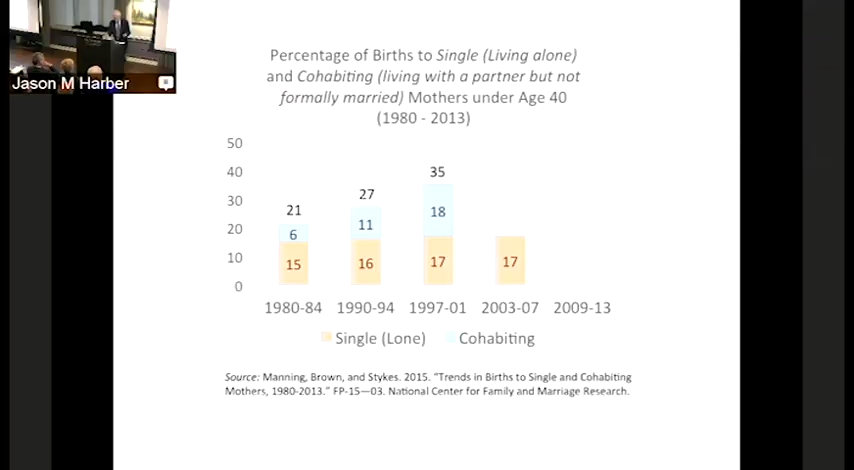 Jason M Harber
Percentage of Births to Single (Living alone)
and Cohabiting (living with a partner but not
formally married) Mothers under Age 40
(1980 - 2013)
50
40
30
20
10
0
21
6
15
27
11
16
35
18
17
17
1980-84 1990-94 1997-01 2003-07 2009-13
Single (Lone) Cohabiting
Source: Manning, Brown, and Stykes. 2015. “Trends in Births to Single and Cohabiting
Mothers, 1980-2013.” FP-15—03. National Center for Family and Marriage Research.